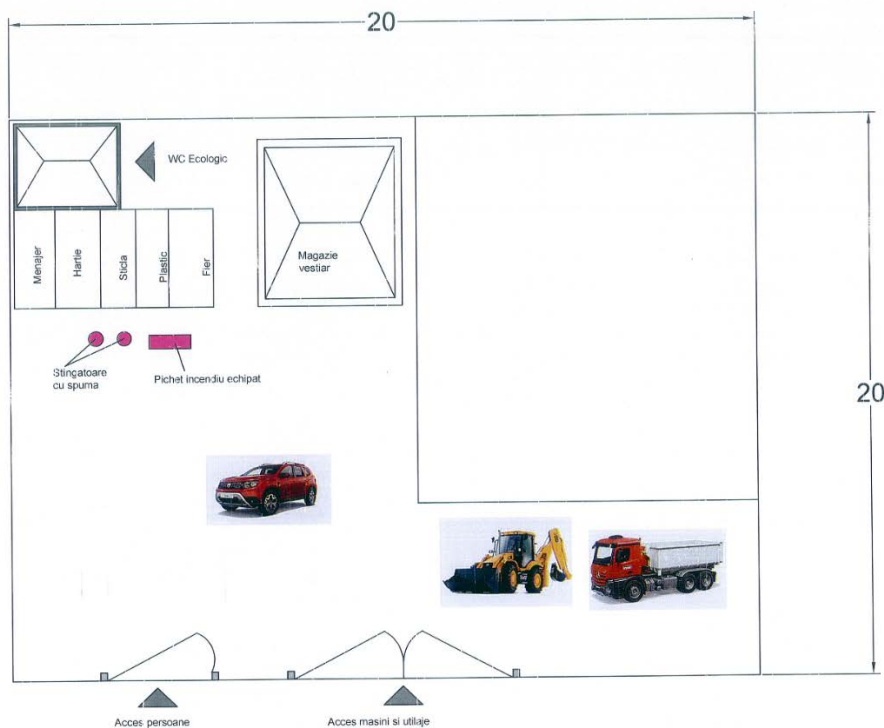 20
WC Ecologic
Menajer
Hartie
Sticla
Plastic
Fier
Magazie
vestiar
Stingatoare
cu spuma
Pichet incendiu echipat
20
Acces persoane
Acces masini si utilaje